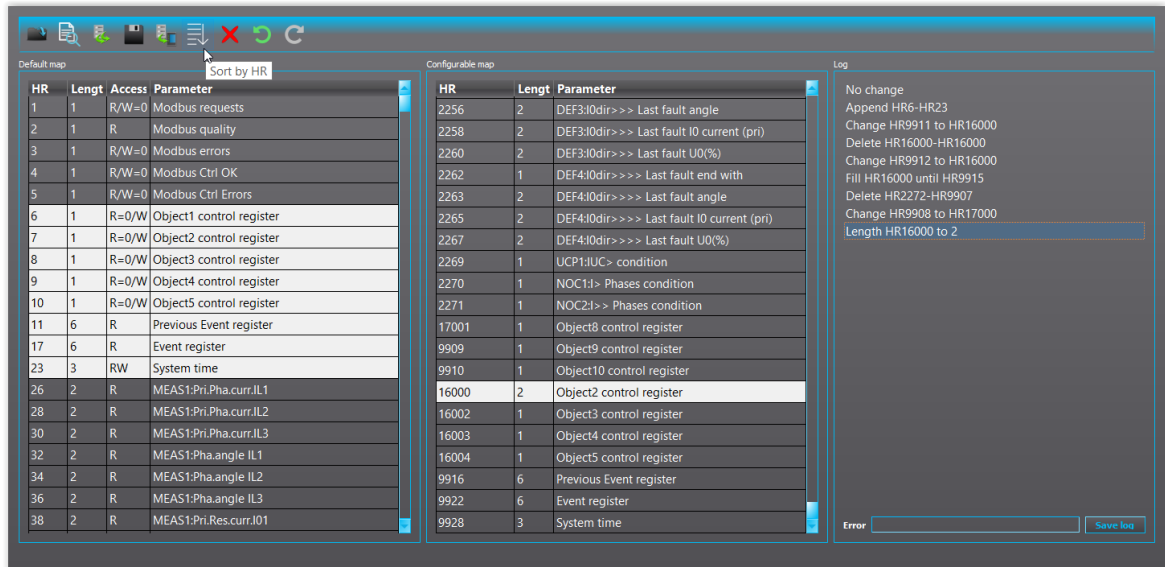 Default map
Configurable map
Log
Sort by HR
HR Lengt Access Parameter
1 1 R/W=0 Modbus requests
2 1 R Modbus quality
3 1 R/W=0 Modbus errors
4 1 R/W=0 Modbus Ctrl OK
5 1 R/W=0 Modbus Ctrl Errors
6 1 R=0/W Object1 control register
7 1 R=0/W Object2 control register
8 1 R=0/W Object3 control register
9 1 R=0/W Object4 control register
10 1 R=0/W Object5 control register
11 6 R Previous Event register
17 6 R Event register
23 3 RW System time
26 2 R MEAS1:Pri.Pha.curr.IL1
28 2 R MEAS1:Pri.Pha.curr.IL2
30 2 R MEAS1:Pri.Pha.curr.IL3
32 2 R MEAS1:Pha.angle IL1
34 2 R MEAS1:Pha.angle IL2
36 2 R MEAS1:Pha.angle IL3
38 2 R MEAS1:Pri.Res.curr.I01
HR Lengt Parameter
2256 2 DEF3:I0dir>>> Last fault angle
2258 2 DEF3:I0dir>>> Last fault I0 current (pri)
2260 2 DEF3:I0dir>>> Last fault U0(%)
2262 1 DEF4:I0dir>>>> Last fault end with
2263 2 DEF4:I0dir>>>> Last fault angle
2265 2 DEF4:I0dir>>>> Last fault I0 current (pri)
2267 2 DEF4:I0dir>>>> Last fault U0(%)
2269 1 UCP1:IUC> condition
2270 1 NOC1:I> Phases condition
2271 1 NOC2:I>> Phases condition
17001 1 Object8 control register
9909 1 Object9 control register
9910 1 Object10 control register
16000 2 Object2 control register
16002 1 Object3 control register
16003 1 Object4 control register
16004 1 Object5 control register
9916 6 Previous Event register
9922 6 Event register
9928 3 System time
No change
Append HR6-HR23
Change HR9911 to HR16000
Delete HR16000-HR16000
Change HR9912 to HR16000
Fill HR16000 until HR9915
Delete HR2272-HR9907
Change HR9908 to HR17000
Length HR16000 to 2
Error
Save log